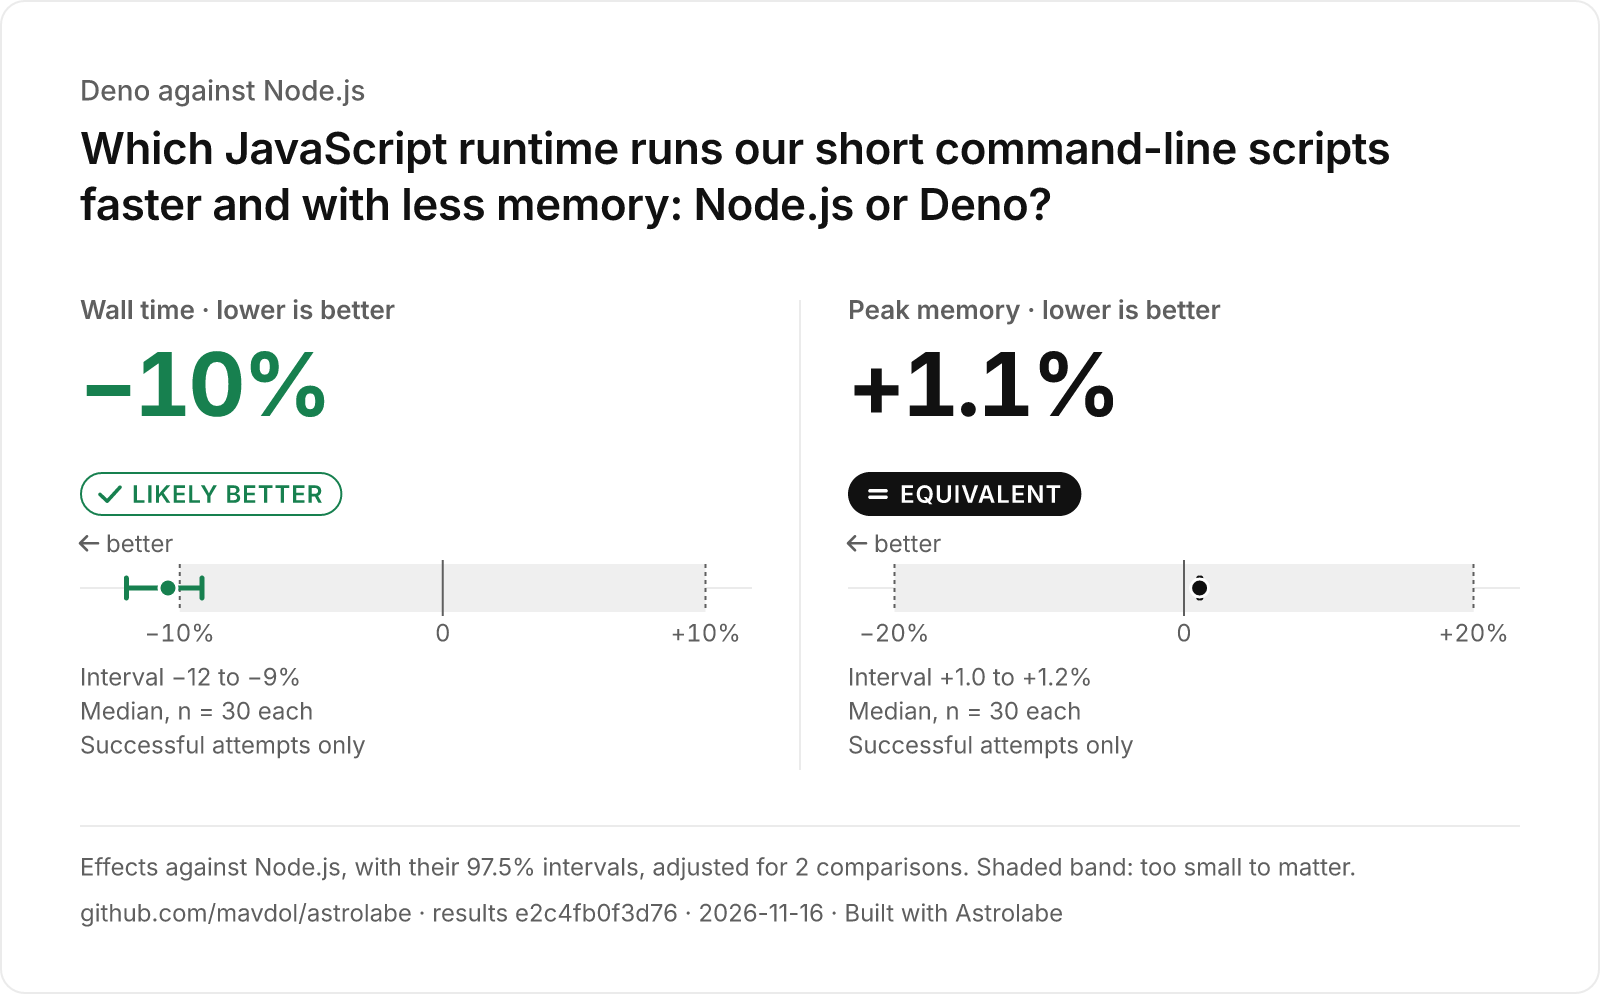 Deno against Node.js
Which JavaScript runtime runs our short command-line scripts
faster and with less memory: Node.js or Deno?
Wall time · lower is better
−10%
LIKELY BETTER
← better
−10%
0
+10%
Interval −12 to −9%
Median, n = 30 each
Successful attempts only
Peak memory · lower is better
+1.1%
EQUIVALENT
← better
−20%
0
+20%
Interval +1.0 to +1.2%
Median, n = 30 each
Successful attempts only
Effects against Node.js, with their 97.5% intervals, adjusted for 2 comparisons. Shaded band: too small to matter.
github.com/mavdol/astrolabe · results e2c4fb0f3d76 · 2026-11-16 · Built with Astrolabe